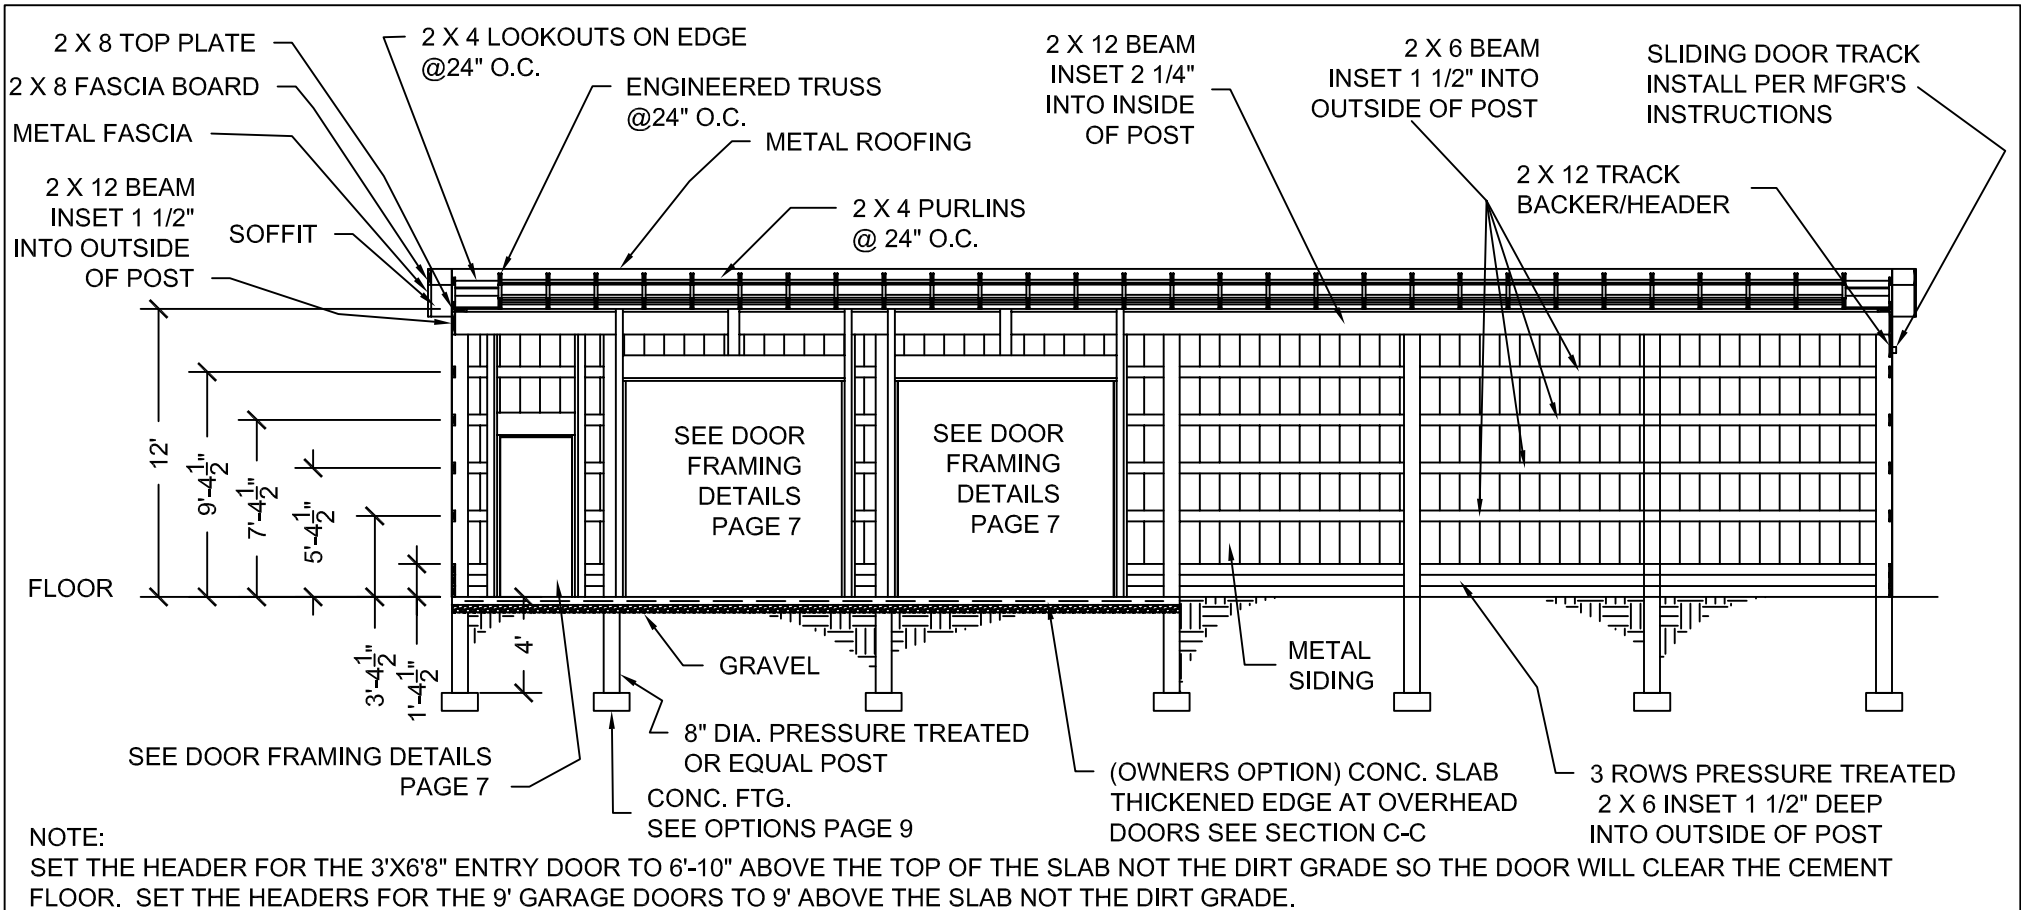 2 X 8 TOP PLATE
2 X 8 FASCIA BOARD
METAL FASCIA
2 X 12 BEAM
INSET 1 1/2"
INTO OUTSIDE
OF POST
SOFFIT
2 X 4 LOOKOUTS ON EDGE
@24" O.C.
ENGINEERED TRUSS
@24" O.C.
METAL ROOFING
2 X 4 PURLINS
@ 24" O.C.
2 X 12 BEAM
INSET 2 1/4"
INTO INSIDE
OF POST
2 X 6 BEAM
INSET 1 1/2" INTO
OUTSIDE OF POST
SLIDING DOOR TRACK
INSTALL PER MFGR'S
INSTRUCTIONS
2 X 12 TRACK
BACKER/HEADER
12'
9'-4 1/2"
7'-4 1/2"
5'-4 1/2"
3'-4 1/2"
1'-4 1/2"
4'
FLOOR
SEE DOOR
FRAMING
DETAILS
PAGE 7
SEE DOOR
FRAMING
DETAILS
PAGE 7
GRAVEL
METAL
SIDING
SEE DOOR FRAMING DETAILS
PAGE 7
8" DIA. PRESSURE TREATED
OR EQUAL POST
CONC. FTG.
SEE OPTIONS PAGE 9
(OWNERS OPTION) CONC. SLAB
THICKENED EDGE AT OVERHEAD
DOORS SEE SECTION C-C
3 ROWS PRESSURE TREATED
2 X 6 INSET 1 1/2" DEEP
INTO OUTSIDE OF POST
NOTE:
SET THE HEADER FOR THE 3'X6'8" ENTRY DOOR TO 6'-10" ABOVE THE TOP OF THE SLAB NOT THE DIRT GRADE SO THE DOOR WILL CLEAR THE CEMENT
FLOOR. SET THE HEADERS FOR THE 9' GARAGE DOORS TO 9' ABOVE THE SLAB NOT THE DIRT GRADE.